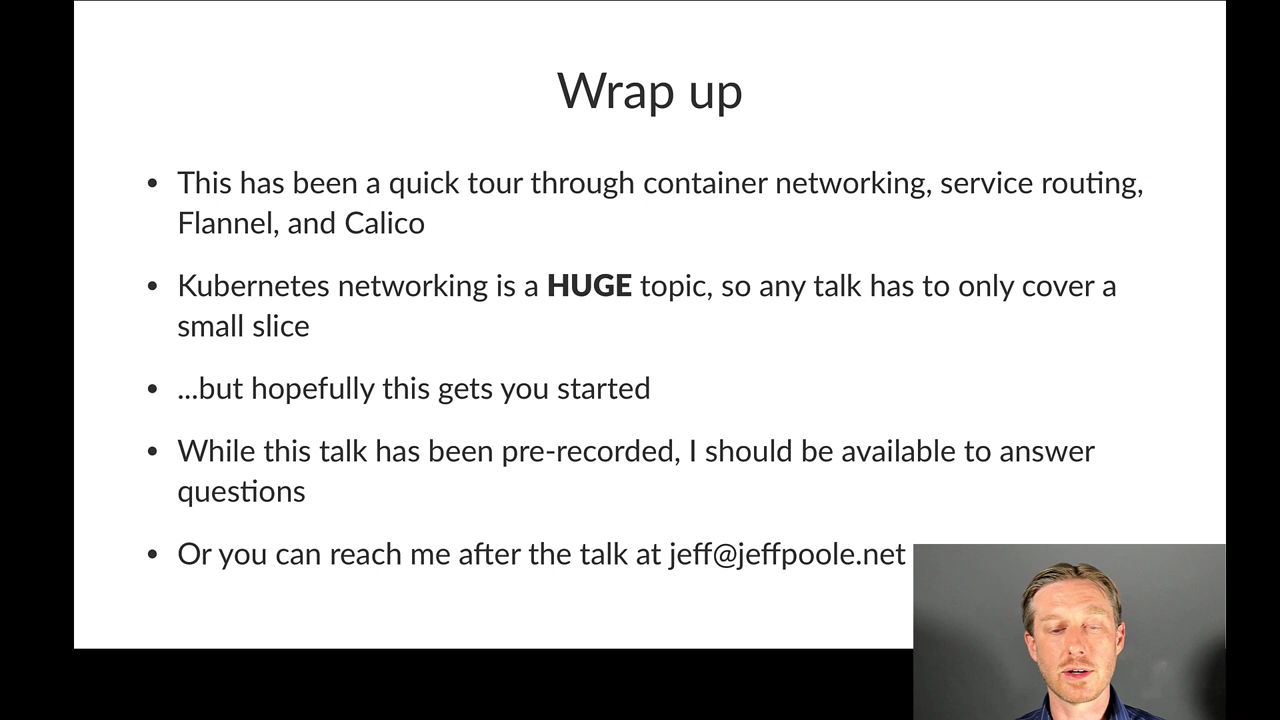 Wrap up
• This has been a quick tour through container networking, service routing,
Flannel, and Calico
• Kubernetes networking is a HUGE topic, so any talk has to only cover a
small slice
• ...but hopefully this gets you started
• While this talk has been pre-recorded, I should be available to answer
questions
• Or you can reach me after the talk at jeff@jeffpoole.net